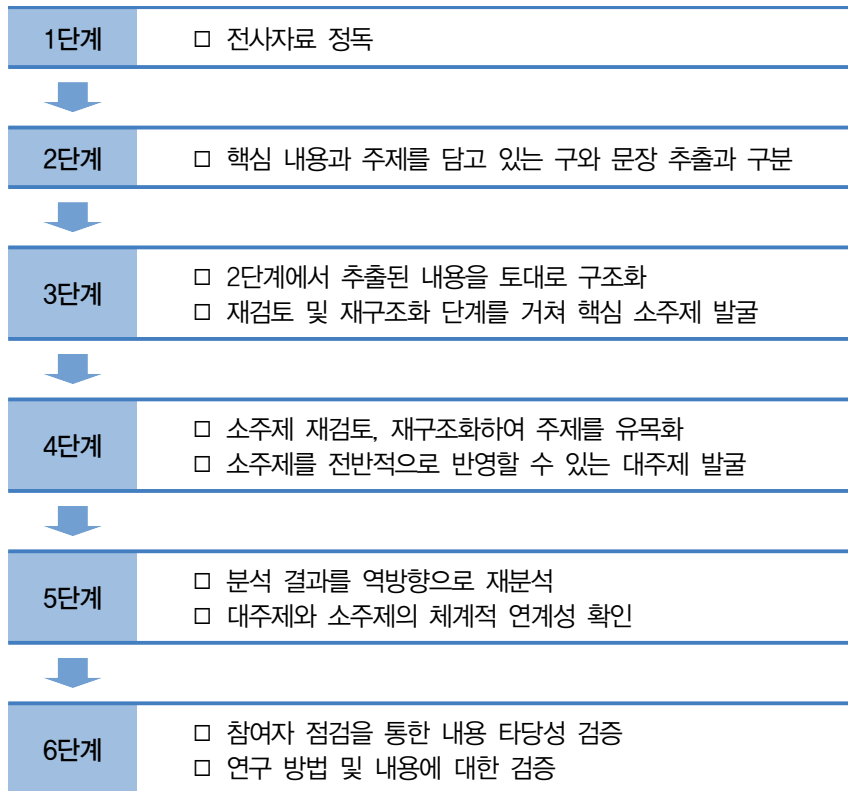 1단계
□ 전사자료 정독
2단계
□ 핵심 내용과 주제를 담고 있는 구와 문장 추출과 구분
3단계
□ 2단계에서 추출된 내용을 토대로 구조화
□ 재검토 및 재구조화 단계를 거쳐 핵심 소주제 발굴
4단계
□ 소주제 재검토, 재구조화하여 주제를 유목화
□ 소주제를 전반적으로 반영할 수 있는 대주제 발굴
5단계
□ 분석 결과를 역방향으로 재분석
□ 대주제와 소주제의 체계적 연계성 확인
6단계
□ 참여자 점검을 통한 내용 타당성 검증
□ 연구 방법 및 내용에 대한 검증